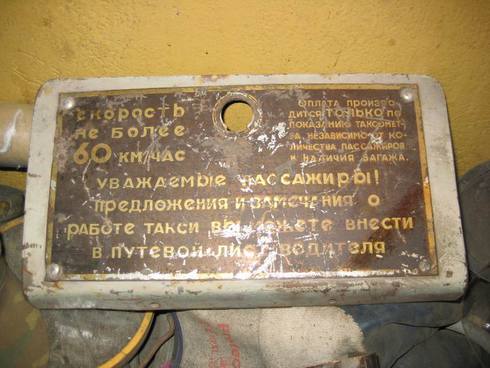 скорость
не более
60 км/час
Оплата произво-
дится только по
показанию таксомет-
ра, независимо от ко-
личества пассажиров
и наличия багажа.
уважаемые пассажиры!
предложения и замечания о
работе такси вы можете внести
в путевой лист водителя